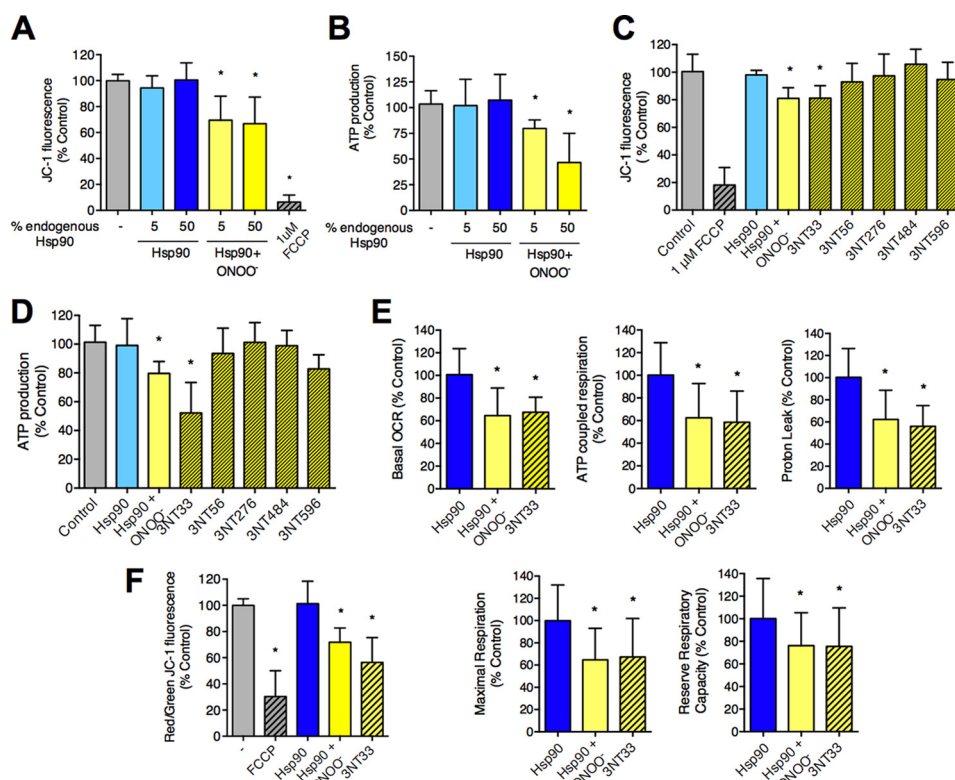 A
JC-1 fluorescence
(% Control)
120
100
80
60
40
20
0
*
*
*
% endogenous
Hsp90
-
5
50
5
50
1uM
FCCP
Hsp90
Hsp90+
ONOO-
B
ATP production
(% Control)
150
125
100
75
50
25
0
*
*
% endogenous
Hsp90
-
5
50
5
50
Hsp90
Hsp90+
ONOO-
C
JC-1 fluorescence
( % Control)
120
100
80
60
40
20
0
*
*
Control
1 µM FCCP
Hsp90
Hsp90 +
ONOO-
3NT33
3NT56
3NT276
3NT484
3NT596
D
ATP production
(% Control)
120
100
80
60
40
20
0
*
*
Control
Hsp90
Hsp90 +
ONOO-
3NT33
3NT56
3NT276
3NT484
3NT596
E
Basal OCR (% Control)
140
120
100
80
60
40
20
0
*
*
Hsp90
Hsp90 +
ONOO-
3NT33
ATP coupled respiration
(% Control)
140
120
100
80
60
40
20
0
*
*
Hsp90
Hsp90 +
ONOO-
3NT33
Proton Leak (% Control)
140
120
100
80
60
40
20
0
*
*
Hsp90
Hsp90 +
ONOO-
3NT33
F
Red/Green JC-1 fluorescence
(% Control)
120
100
80
60
40
20
0
*
*
*
-
FCCP
Hsp90
Hsp90 +
ONOO-
3NT33
Maximal Respiration
(% Control)
140
120
100
80
60
40
20
0
*
*
Hsp90
Hsp90 +
ONOO-
3NT33
Reserve Respiratory
Capacity (% Control)
140
120
100
80
60
40
20
0
*
*
Hsp90
Hsp90 +
ONOO-
3NT33